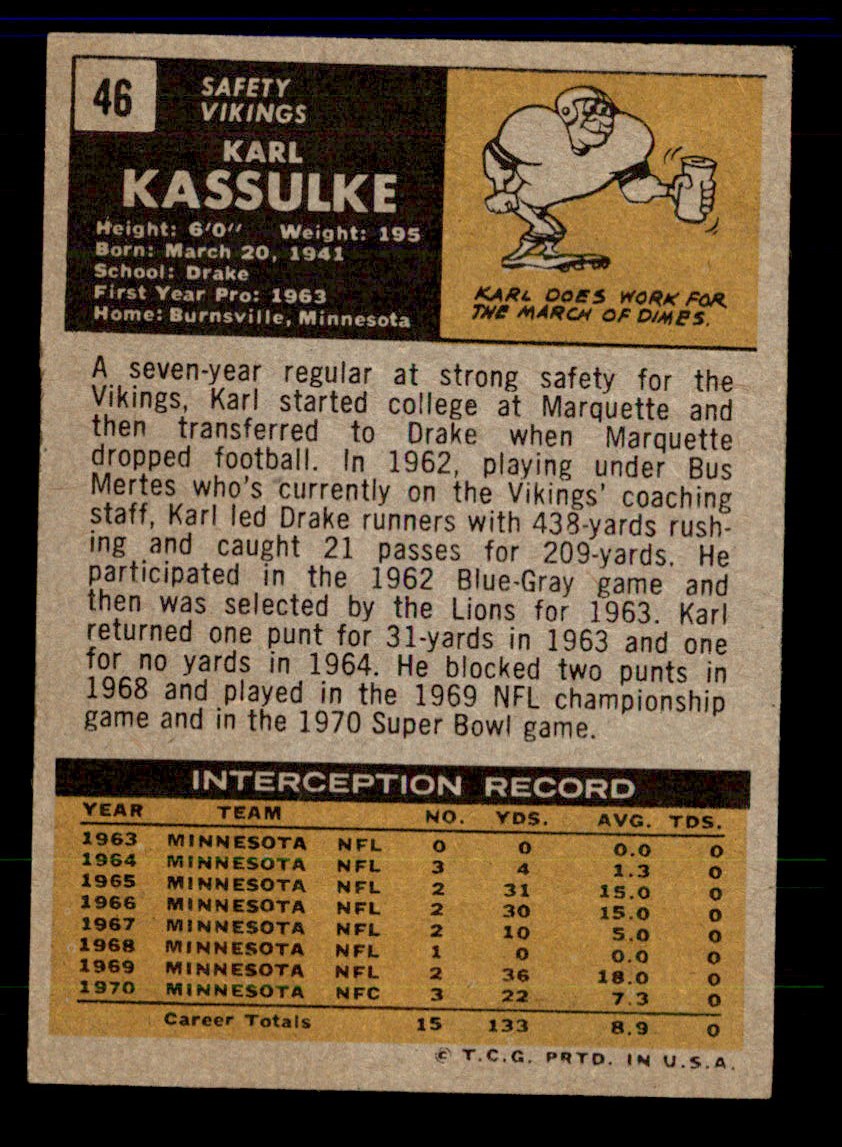 46
SAFETY
VIKINGS
KARL
KASSULKE
Height: 6'0" Weight: 195
Born: March 20, 1941
School: Drake
First Year Pro: 1963
Home: Burnsville, Minnesota
KARL DOES WORK FOR
THE MARCH OF DIMES.
A seven-year regular at strong safety for the
Vikings, Karl started college at Marquette and
then transferred to Drake when Marquette
dropped football. In 1962, playing under Bus
Mertes who's currently on the Vikings' coaching
staff, Karl led Drake runners with 438-yards rush-
ing and caught 21 passes for 209-yards. He
participated in the 1962 Blue-Gray game and
then was selected by the Lions for 1963. Karl
returned one punt for 31-yards in 1963 and one
for no yards in 1964. He blocked two punts in
1968 and played in the 1969 NFL championship
game and in the 1970 Super Bowl game.
INTERCEPTION RECORD
YEAR TEAM NO. YDS. AVG. TDS.
1963 MINNESOTA NFL 0 0 0.0 0
1964 MINNESOTA NFL 3 4 1.3 0
1965 MINNESOTA NFL 2 31 15.0 0
1966 MINNESOTA NFL 2 30 15.0 0
1967 MINNESOTA NFL 2 10 5.0 0
1968 MINNESOTA NFL 1 0 0.0 0
1969 MINNESOTA NFL 2 36 18.0 0
1970 MINNESOTA NFC 3 22 7.3 0
Career Totals 15 133 8.9 0
© T.C.G. PRTD. IN U.S.A.